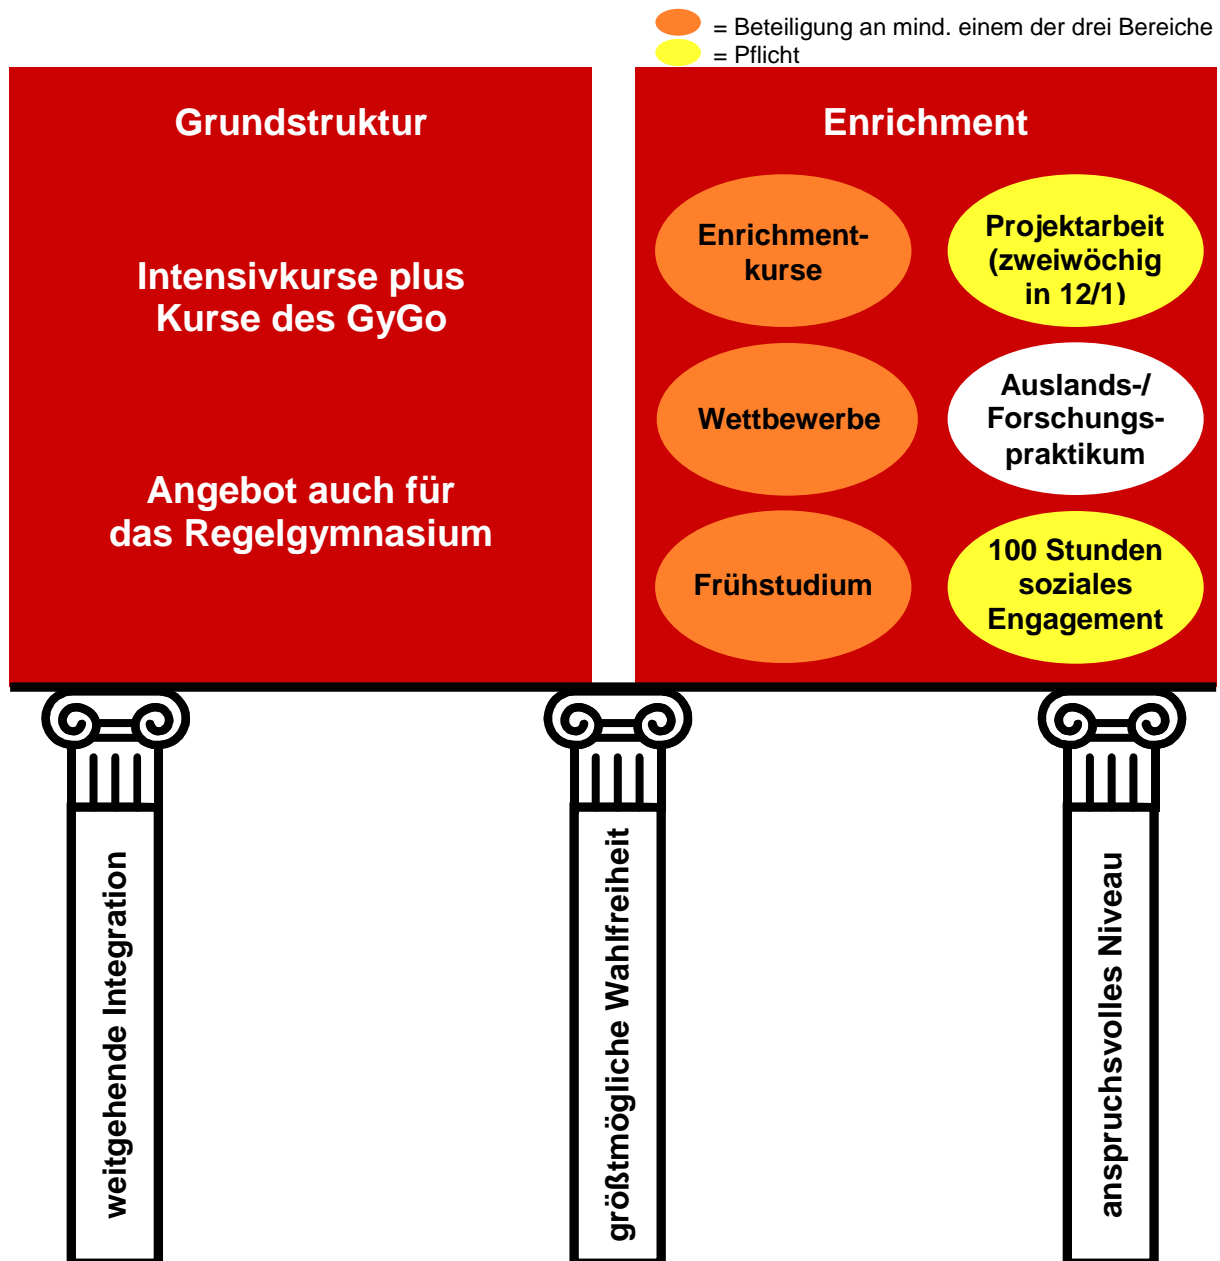 = Beteiligung an mind. einem der drei Bereiche
= Pflicht
Grundstruktur
Intensivkurse plus
Kurse des GyGo
Angebot auch für
das Regelgymnasium
Enrichment
Enrichment-
kurse
Projektarbeit
(zweiwöchig
in 12/1)
Wettbewerbe
Auslands-/
Forschungs-
praktikum
Frühstudium
100 Stunden
soziales
Engagement
weitgehende Integration
größtmögliche Wahlfreiheit
anspruchsvolles Niveau